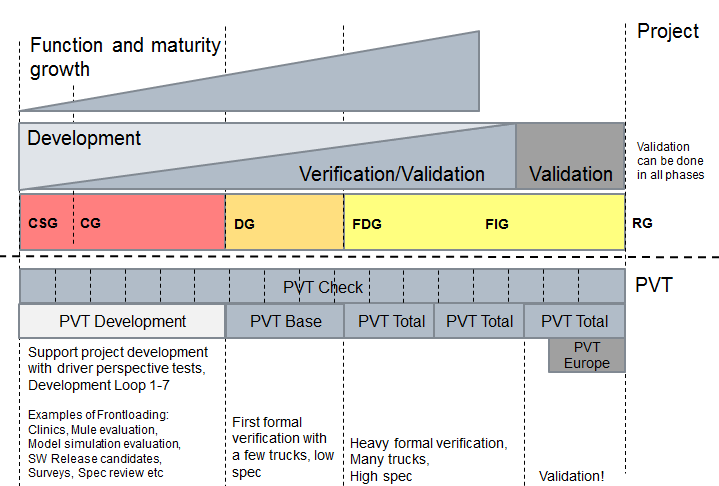 Project
Function and maturity
growth
Development
Verification/Validation
Validation
Validation
can be done
in all phases
CSG
CG
DG
FDG
FIG
RG
PVT Check
PVT
PVT Development
PVT Base
PVT Total
PVT Total
PVT Total
PVT
Europe
Support project development
with driver perspective tests,
Development Loop 1-7
Examples of Frontloading:
Clinics, Mule evaluation,
Model simulation evaluation,
SW Release candidates,
Surveys, Spec review etc
First formal
verification with
a few trucks, low
spec
Heavy formal verification,
Many trucks,
High spec
Validation!